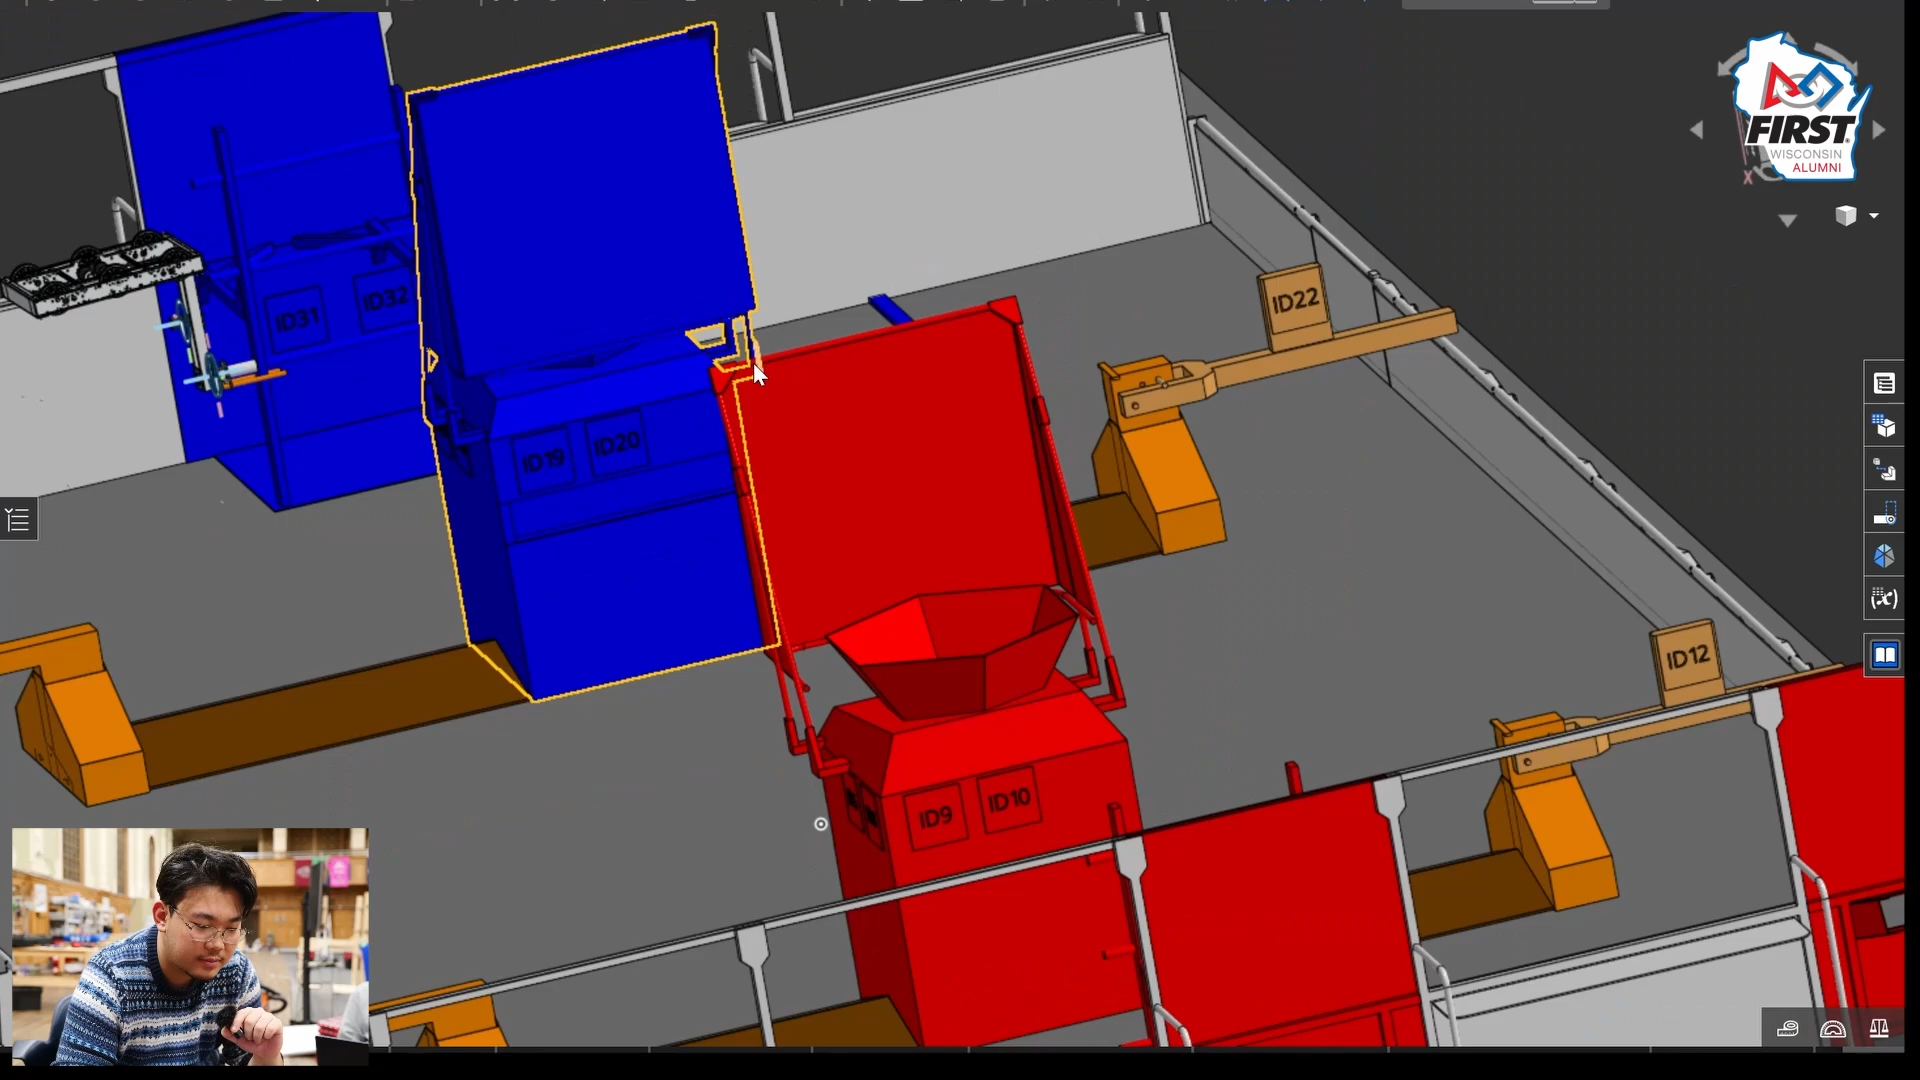 FIRST
WISCONSIN
ALUMNI
X
ID22
ID31
ID32
ID19
ID20
ID12
ID9
ID10
(x)